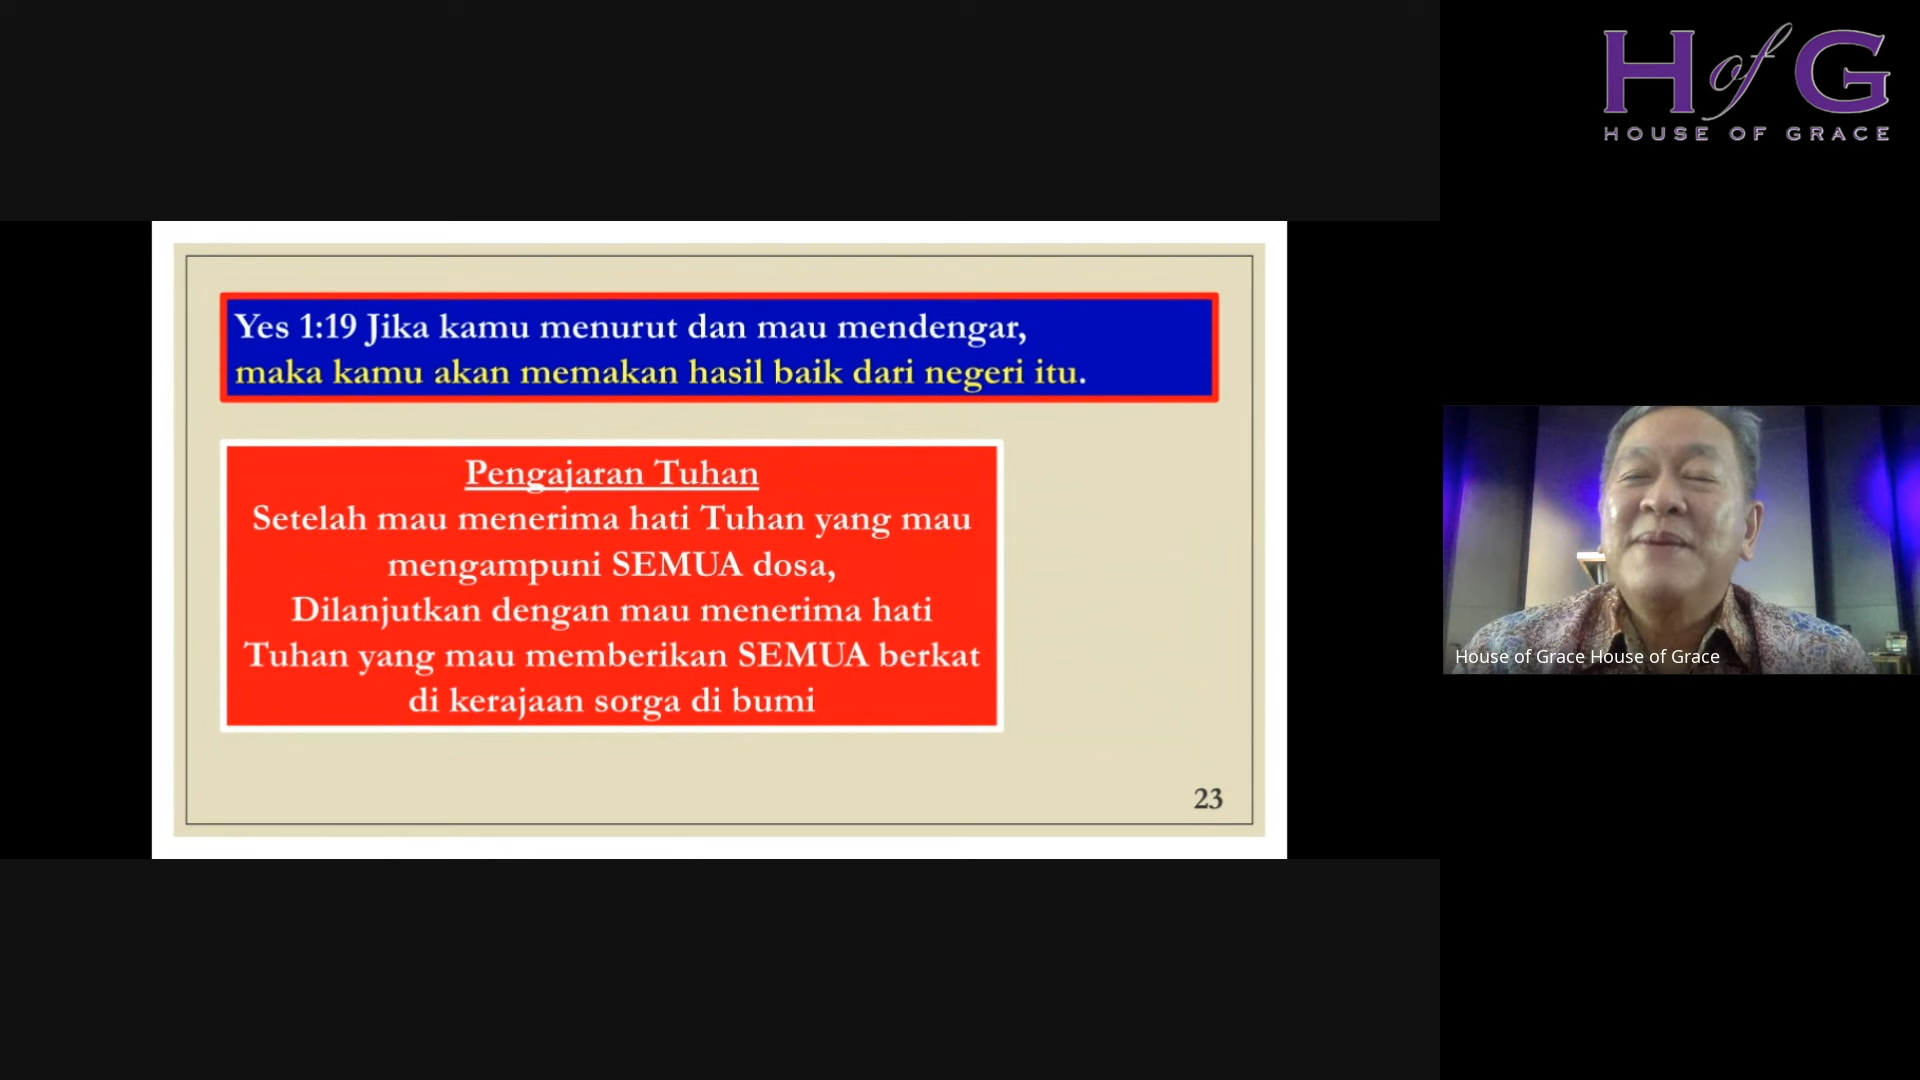 H of G
HOUSE OF GRACE
Yes 1:19 Jika kamu menurut dan mau mendengar,
maka kamu akan memakan hasil baik dari negeri itu.
Pengajaran Tuhan
Setelah mau menerima hati Tuhan yang mau
mengampuni SEMUA dosa,
Dilanjutkan dengan mau menerima hati
Tuhan yang mau memberikan SEMUA berkat
di kerajaan sorga di bumi
23
House of Grace House of Grace